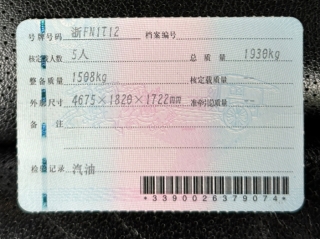 号牌号码 浙FN1T12 档案编号
核定载人数 5人 总质量 1930kg
整备质量 1508kg 核定载质量 --
外廓尺寸 4675×1820×1722mm 准牵引总质量 --
备注
检验记录 汽油
*3390026379074*